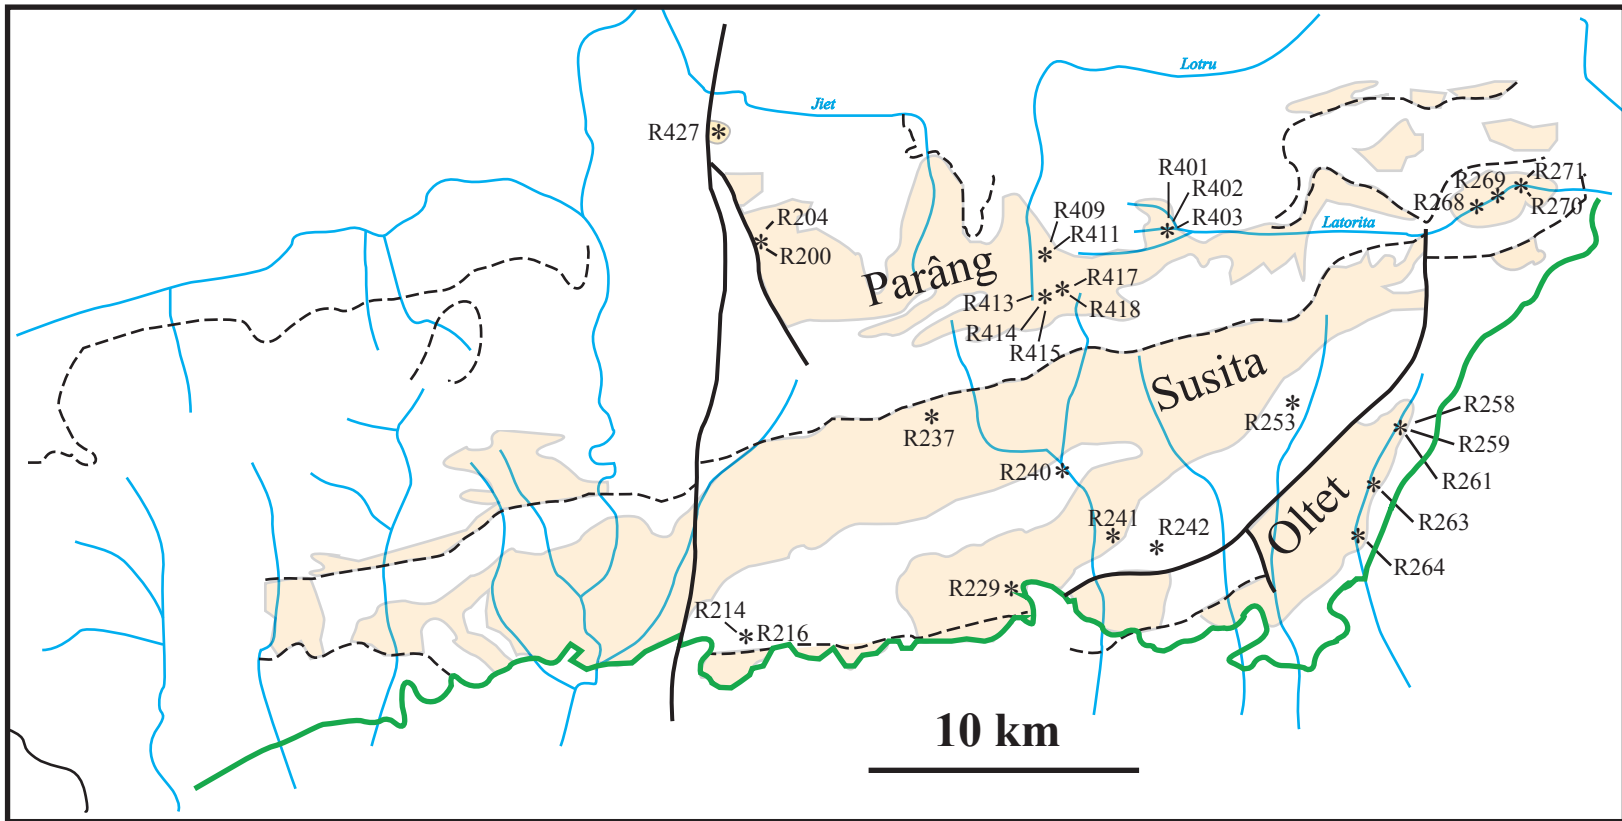 Lotru
Jiet
R427
R401
R402
R403
R269
R271
R268
R270
R204
R200
R409
R411
Latorita
Parâng
R413
R417
R414
R418
R415
Susita
R237
R253
R258
R259
R240
R261
Oltet
R241
R242
R263
R264
R229
R214
R216
10 km